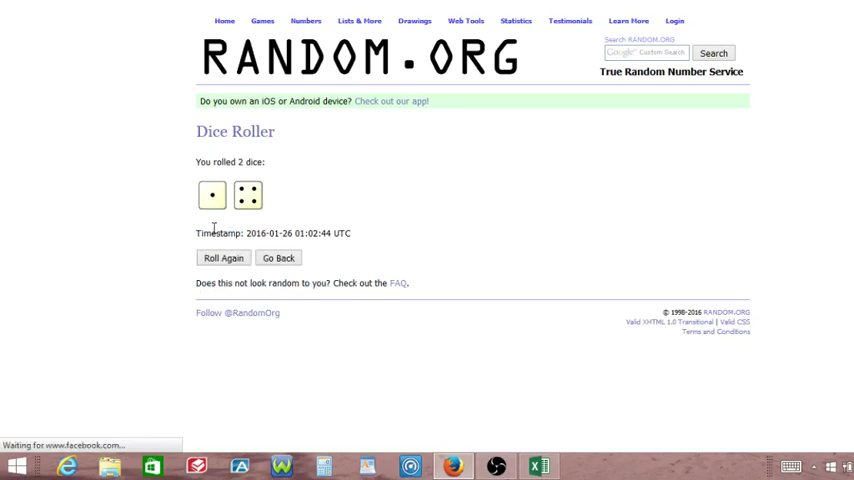 Home Games Numbers Lists & More Drawings Web Tools Statistics Testimonials Learn More Login
RANDOM.ORG
Search RANDOM.ORG
Google™ Custom Search Search
True Random Number Service
Do you own an iOS or Android device? Check out our app!
Dice Roller
You rolled 2 dice:
Timestamp: 2016-01-26 01:02:44 UTC
Roll Again Go Back
Does this not look random to you? Check out the FAQ.
Follow @RandomOrg
© 1998-2016 RANDOM.ORG
Valid XHTML 1.0 Transitional | Valid CSS
Terms and Conditions
Waiting for www.facebook.com...